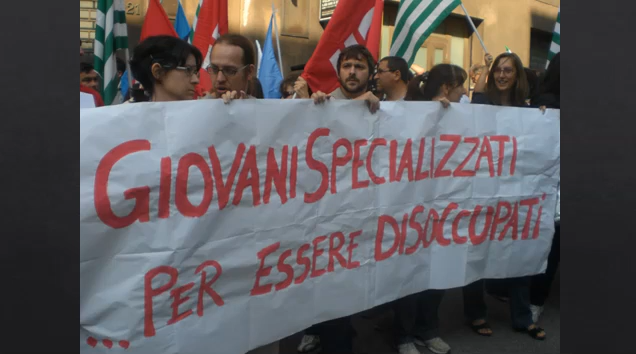 GIOVANI SPECIALIZZATI
...PER ESSERE DISOCCUPATI